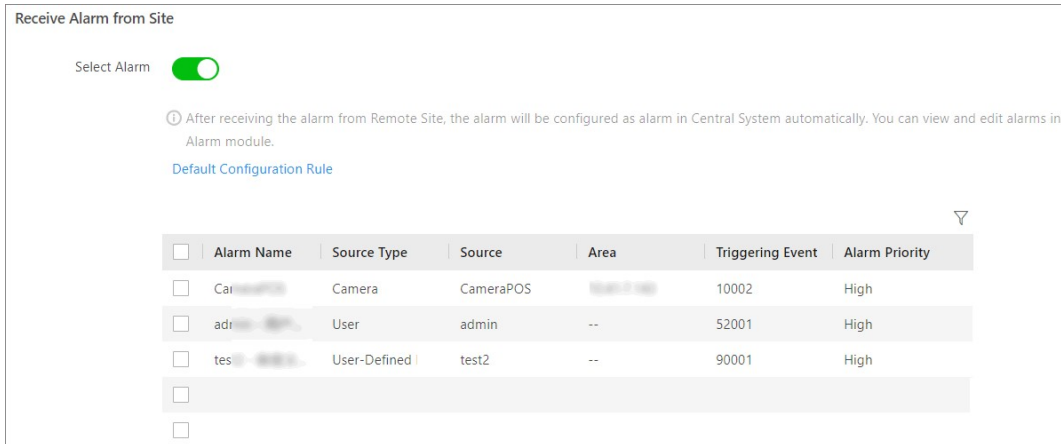 Receive Alarm from Site
Select Alarm
After receiving the alarm from Remote Site, the alarm will be configured as alarm in Central System automatically. You can view and edit alarms in
Alarm module.
Default Configuration Rule
Alarm Name Source Type Source Area Triggering Event Alarm Priority
Camera CameraPOS 10002 High
User admin -- 52001 High
User-Defined test2 -- 90001 High